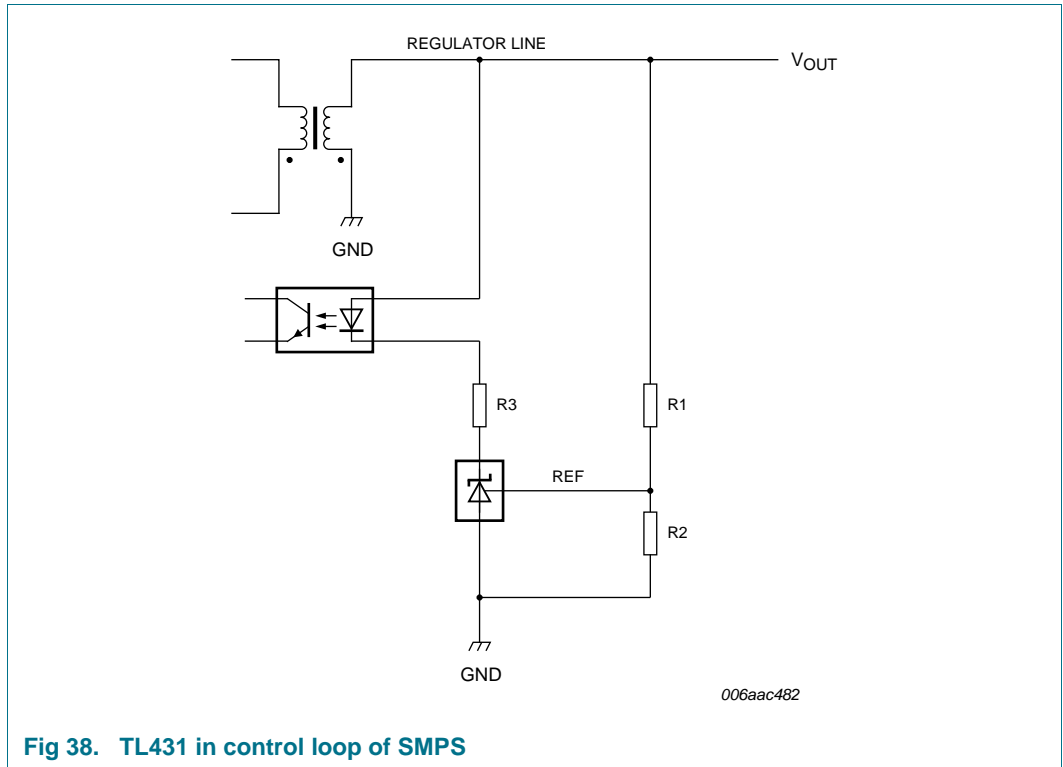 REGULATOR LINE
VOUT
GND
R3
R1
REF
R2
GND
006aac482
Fig 38. TL431 in control loop of SMPS